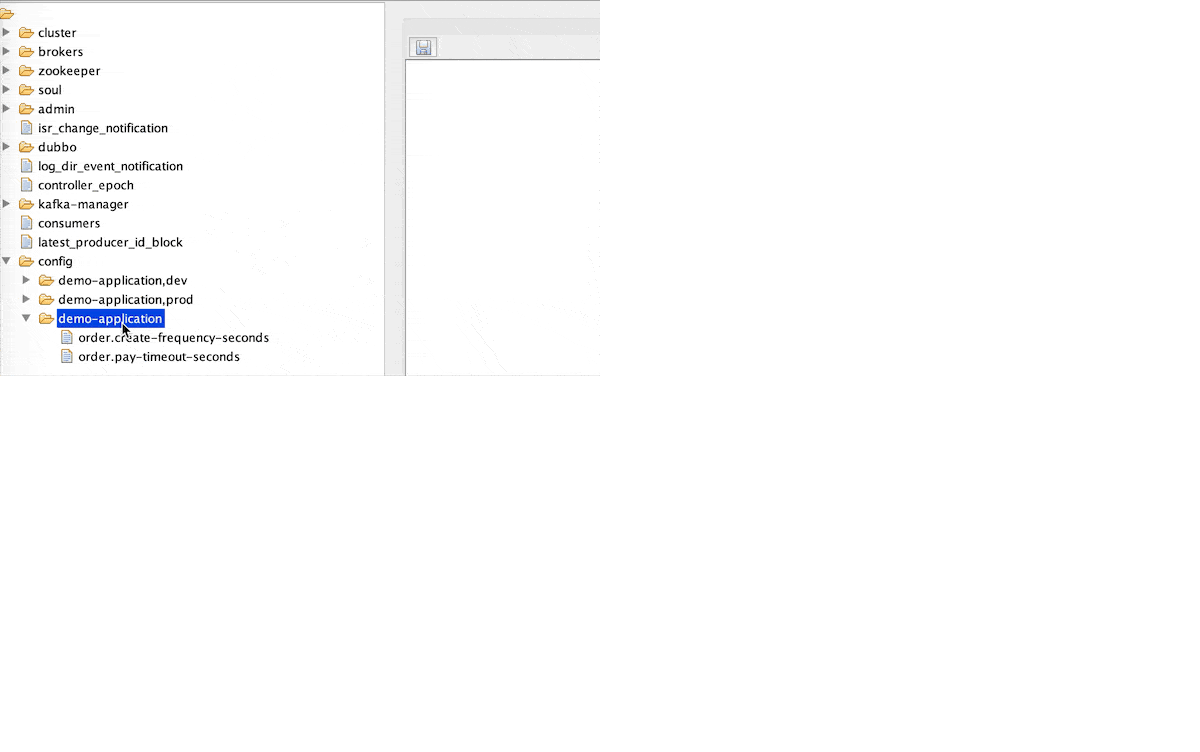 cluster
brokers
zookeeper
soul
admin
isr_change_notification
dubbo
log_dir_event_notification
controller_epoch
kafka-manager
consumers
latest_producer_id_block
config
demo-application,dev
demo-application,prod
demo-application
order.create-frequency-seconds
order.pay-timeout-seconds